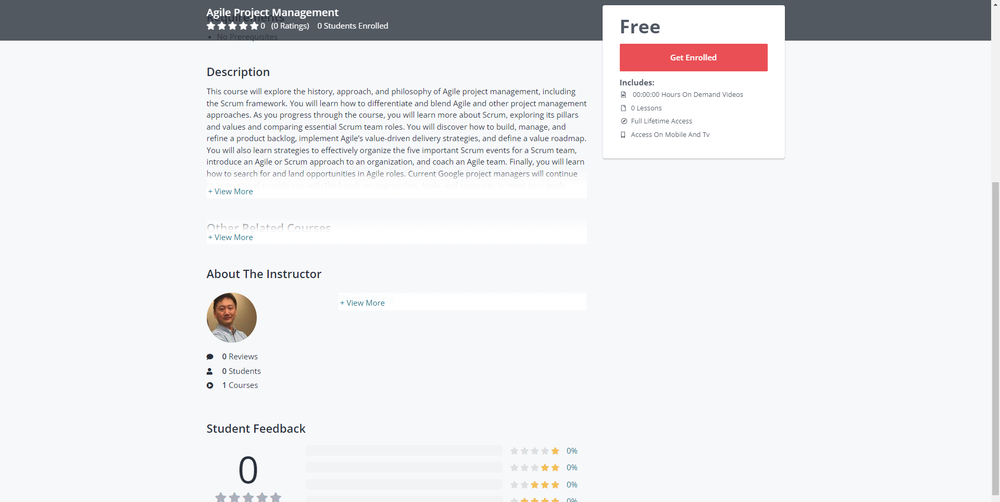 Agile Project Management
Requirements
0 (0 Ratings) 0 Students Enrolled
No Prerequisites
Free
Get Enrolled
Includes:
00:00:00 Hours On Demand Videos
0 Lessons
Full Lifetime Access
Access On Mobile And Tv
Description
This course will explore the history, approach, and philosophy of Agile project management, including
the Scrum framework. You will learn how to differentiate and blend Agile and other project management
approaches. As you progress through the course, you will learn more about Scrum, exploring its pillars
and values and comparing essential Scrum team roles. You will discover how to build, manage, and
refine a product backlog, implement Agile’s value-driven delivery strategies, and define a value roadmap.
You will also learn strategies to effectively organize the five important Scrum events for a Scrum team,
introduce an Agile or Scrum approach to an organization, and coach an Agile team. Finally, you will learn
how to search for and land opportunities in Agile roles. Current Google project managers will continue
to instruct and provide you with the hands-on approaches, tools, and resources to meet your goals.
+ View More
Other Related Courses
+ View More
About The Instructor
+ View More
0 Reviews
0 Students
1 Courses
Student Feedback
0
0%
0%
0%
0%